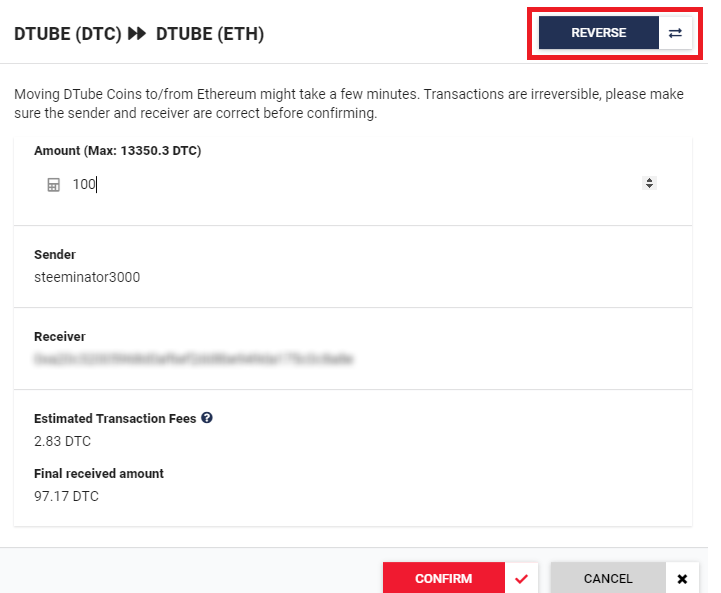 DTUBE (DTC) DTUBE (ETH)
REVERSE
Moving DTube Coins to/from Ethereum might take a few minutes. Transactions are irreversible, please make
sure the sender and receiver are correct before confirming.
Amount (Max: 13350.3 DTC)
100
Sender
steeminator3000
Receiver
Estimated Transaction Fees ?
2.83 DTC
Final received amount
97.17 DTC
CONFIRM
CANCEL